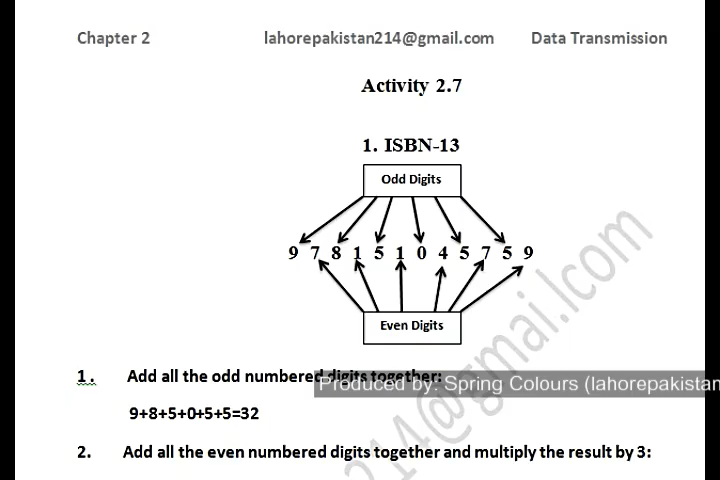 Chapter 2 lahorepakistan214@gmail.com Data Transmission
Activity 2.7
1. ISBN-13
Odd Digits
9 7 8 1 5 1 0 4 5 7 5 9
Even Digits
1. Add all the odd numbered digits together:
Produced by: Spring Colours (lahorepakistan
9+8+5+0+5+5=32
2. Add all the even numbered digits together and multiply the result by 3:
214@gmail.com